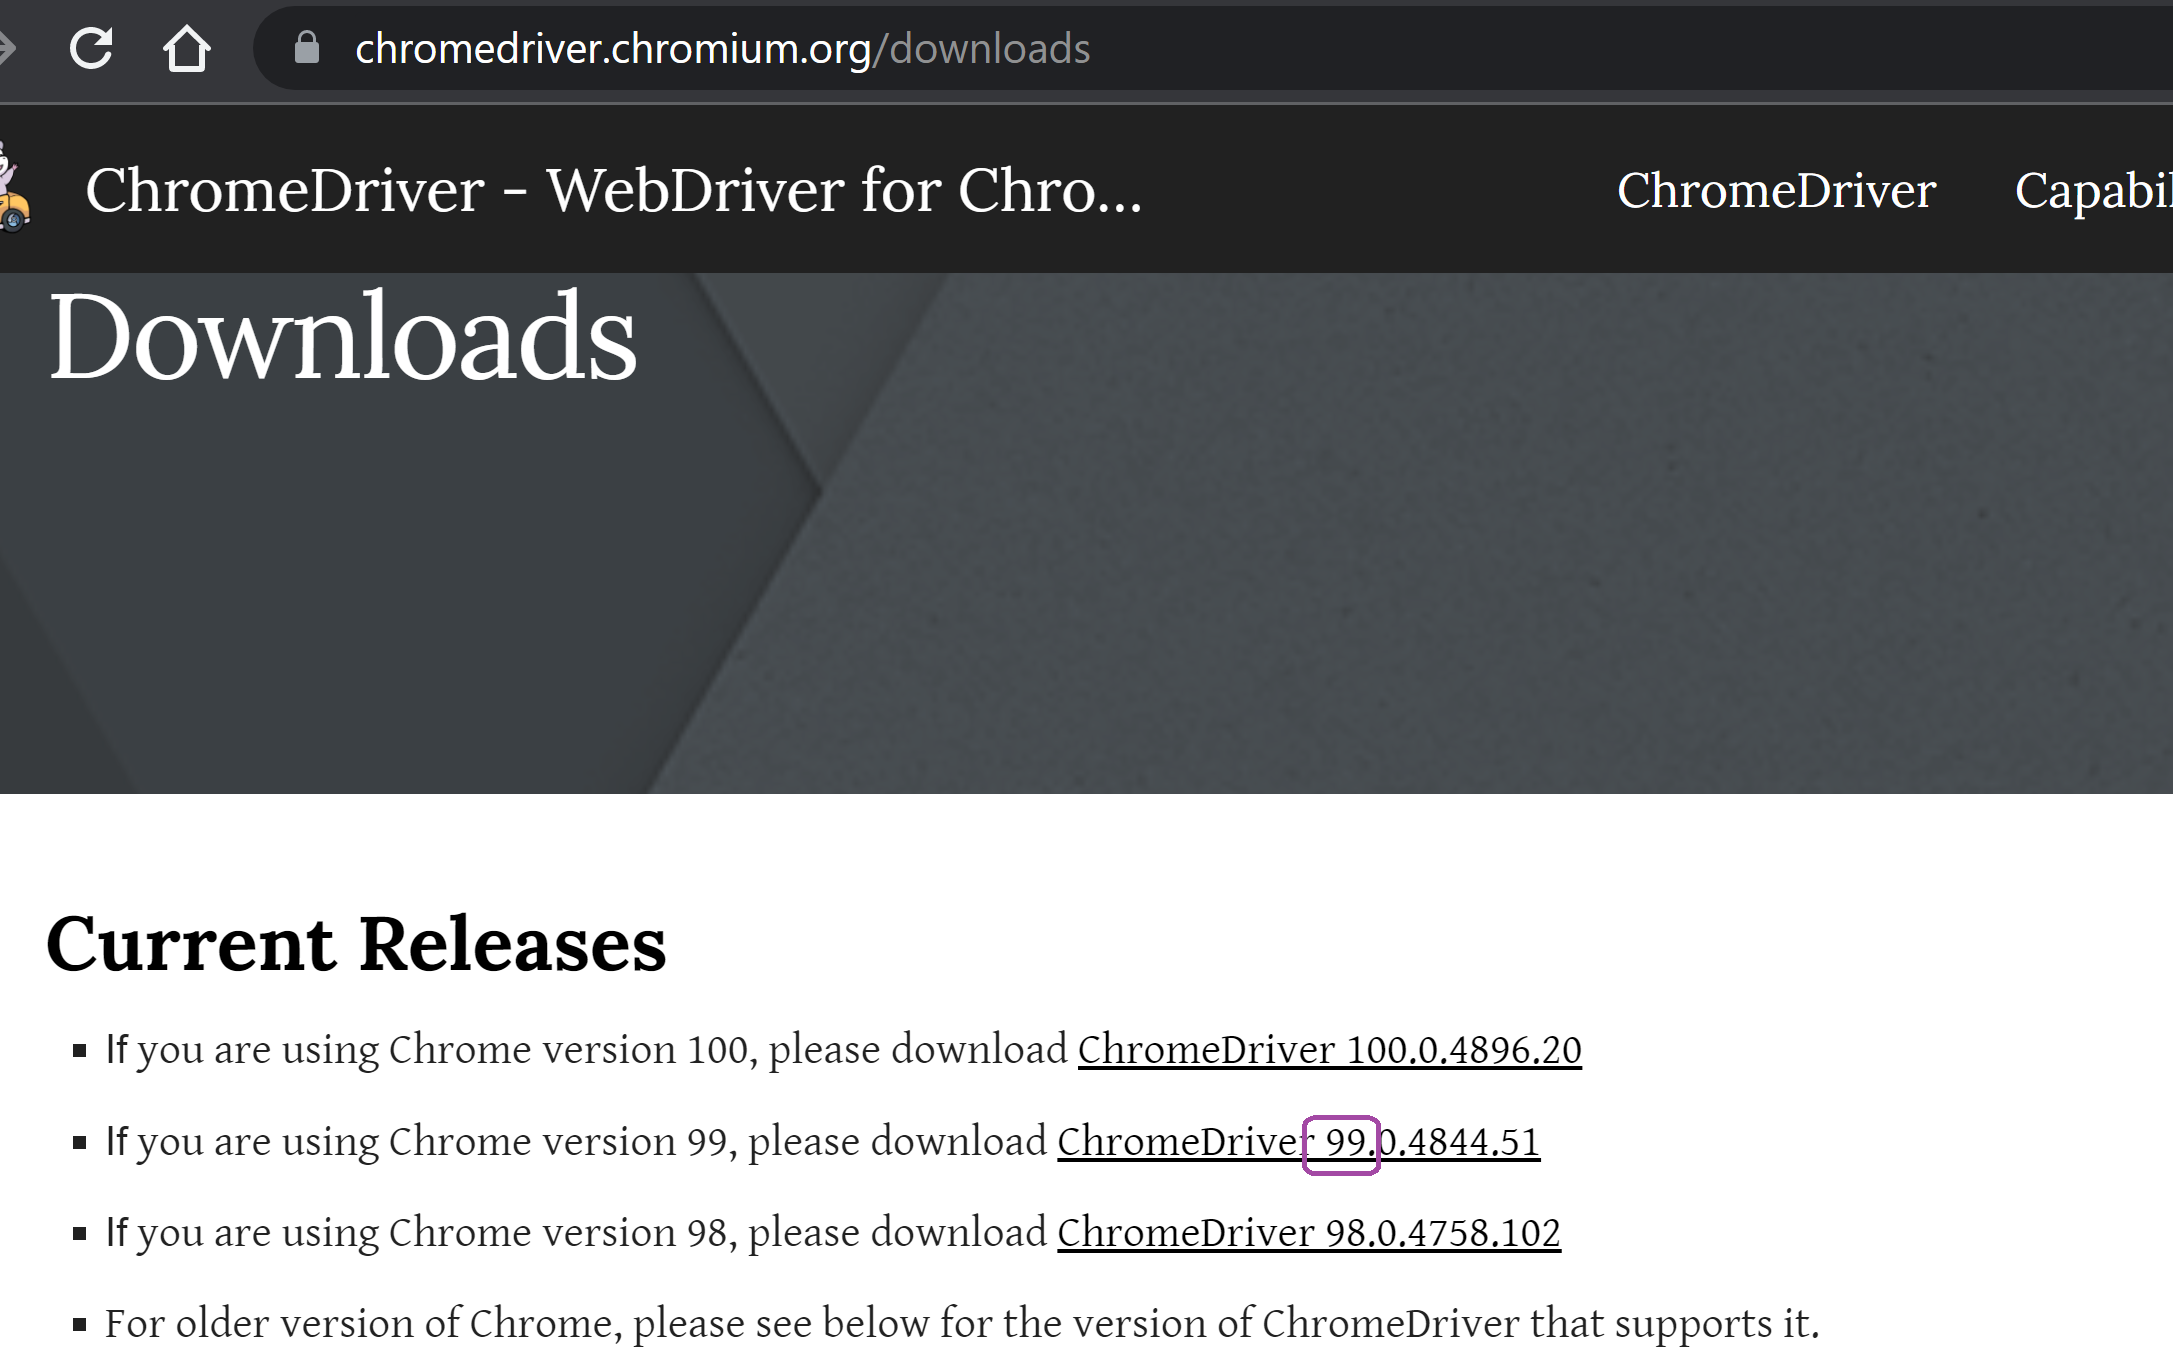 chromedriver.chromium.org/downloads
ChromeDriver - WebDriver for Chro...
ChromeDriver Capabil
Downloads
Current Releases
If you are using Chrome version 100, please download ChromeDriver 100.0.4896.20
If you are using Chrome version 99, please download ChromeDriver 99.0.4844.51
If you are using Chrome version 98, please download ChromeDriver 98.0.4758.102
For older version of Chrome, please see below for the version of ChromeDriver that supports it.